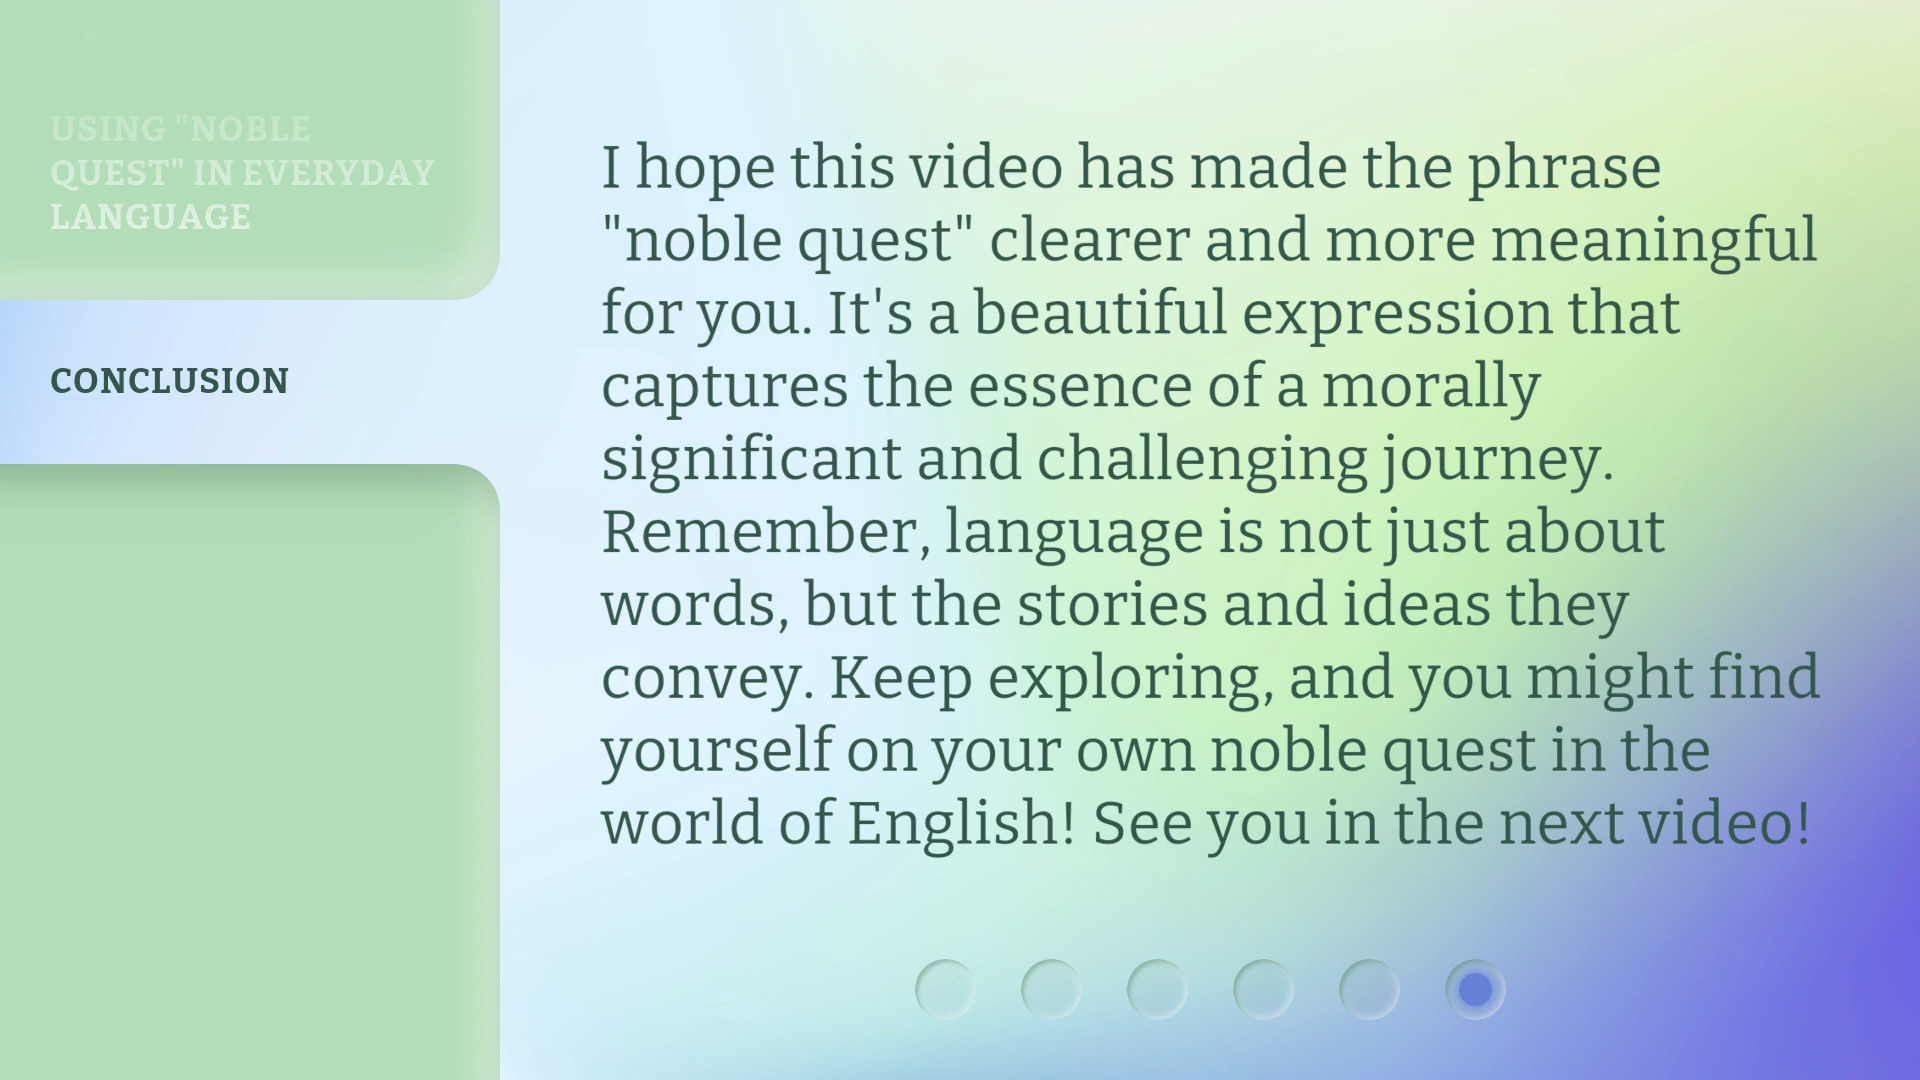 USING "NOBLE
QUEST" IN EVERYDAY
LANGUAGE
CONCLUSION
I hope this video has made the phrase
"noble quest" clearer and more meaningful
for you. It's a beautiful expression that
captures the essence of a morally
significant and challenging journey.
Remember, language is not just about
words, but the stories and ideas they
convey. Keep exploring, and you might find
yourself on your own noble quest in the
world of English! See you in the next video!